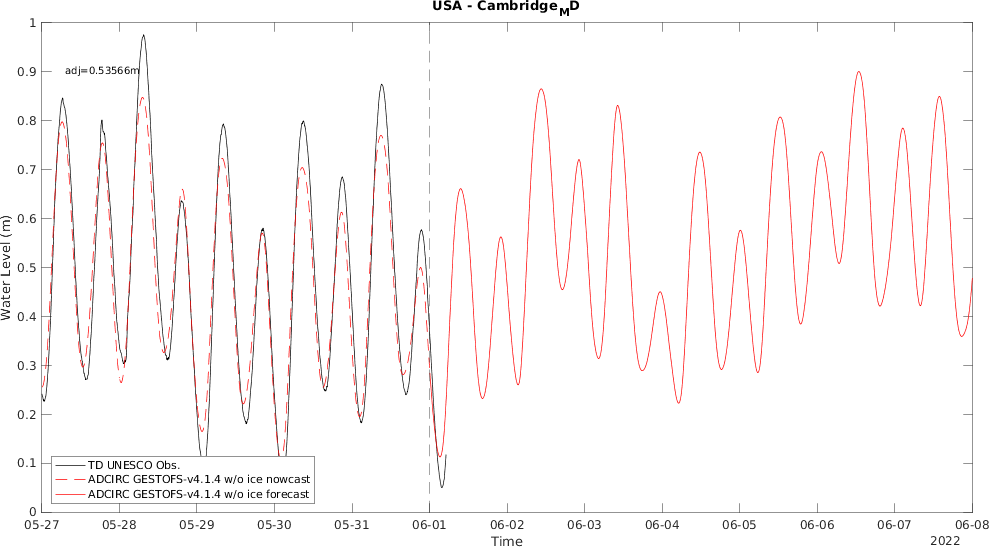 USA - Cambridge_MD
adj=0.53566m
Water Level (m)
1
0.9
0.8
0.7
0.6
0.5
0.4
0.3
0.2
0.1
0
TD UNESCO Obs.
ADCIRC GESTOFS-v4.1.4 w/o ice nowcast
ADCIRC GESTOFS-v4.1.4 w/o ice forecast
05-27 05-28 05-29 05-30 05-31 06-01 06-02 06-03 06-04 06-05 06-06 06-07 06-08
Time
2022